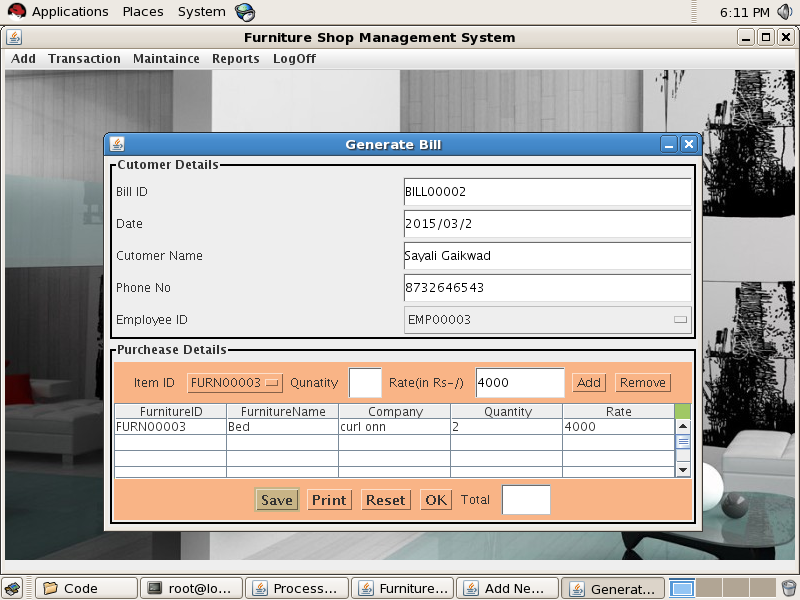 Applications Places System 6:11 PM
Furniture Shop Management System
Add Transaction Maintaince Reports LogOff
Generate Bill
Cutomer Details
Bill ID BILL00002
Date 2015/03/2
Cutomer Name Sayali Gaikwad
Phone No 8732646543
Employee ID EMP00003
Purchease Details
Item ID FURN00003 Qunatity Rate(in Rs-/) 4000 Add Remove
FurnitureID FurnitureName Company Quantity Rate
FURN00003 Bed curl onn 2 4000
Save Print Reset OK Total
Code root@lo... Process... Furniture... Add Ne... Generat...